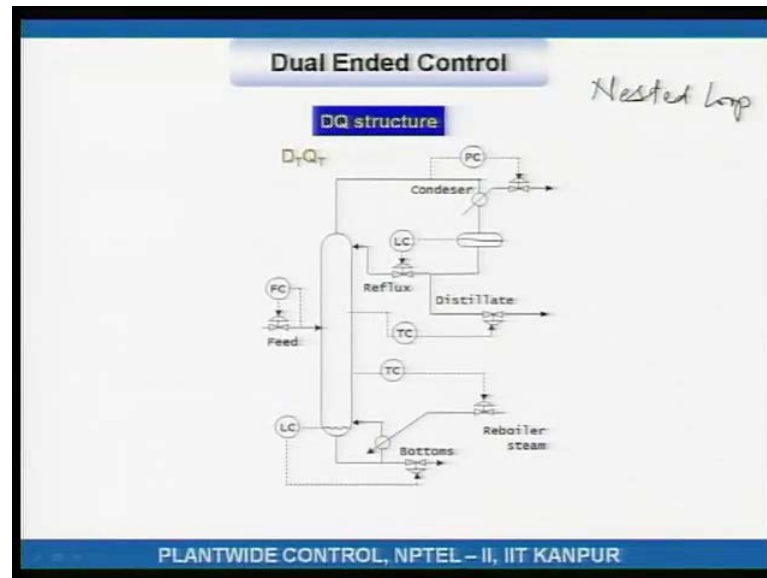 Dual Ended Control
Nested Loop
DQ structure
DTQT
PC
Condeser
LC
Reflux
FC
Distillate
TC
Feed
TC
LC
Reboiler
steam
Bottoms
PLANTWIDE CONTROL, NPTEL – II, IIT KANPUR